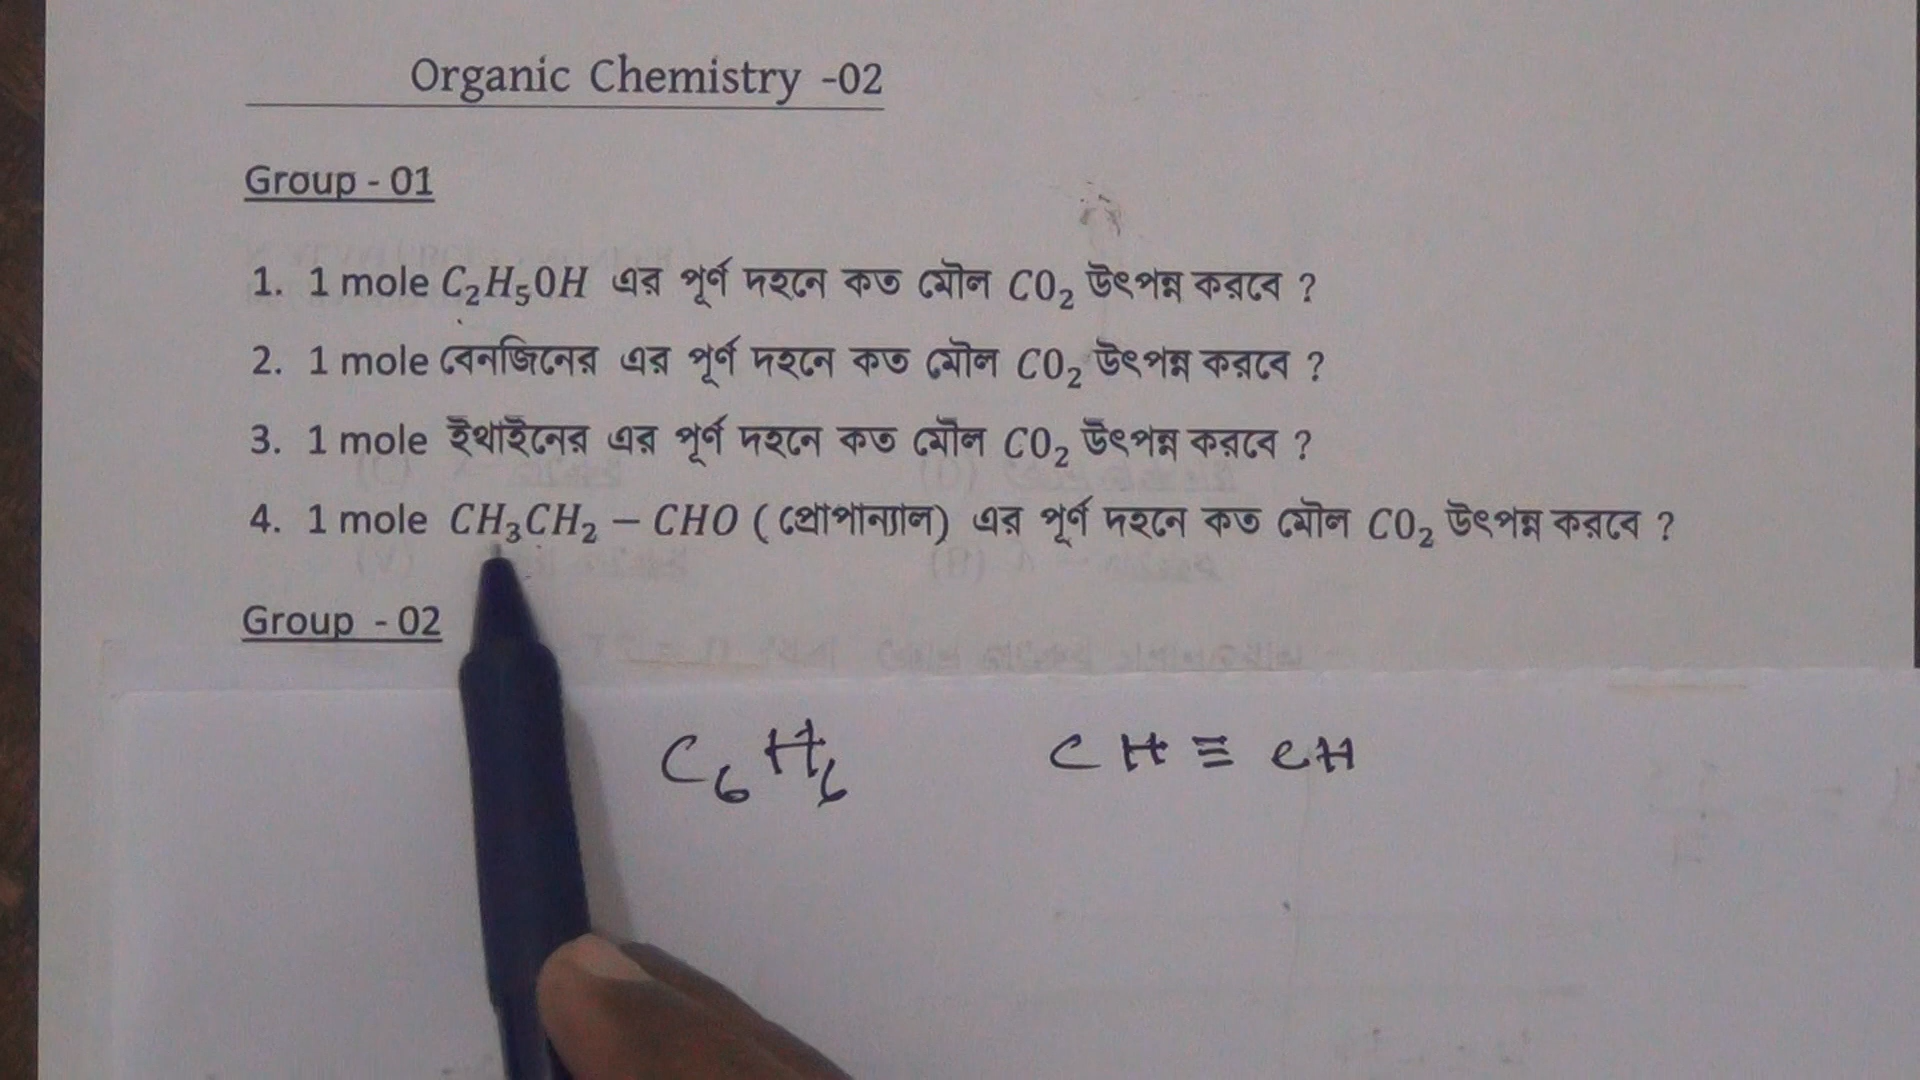 Organic Chemistry -02
Group - 01
1. 1 mole C₂H₅OH এর পূর্ণ দহনে কত মৌল CO₂ উৎপন্ন করবে ?
2. 1 mole বেনজিনের এর পূর্ণ দহনে কত মৌল CO₂ উৎপন্ন করবে ?
3. 1 mole ইথাইনের এর পূর্ণ দহনে কত মৌল CO₂ উৎপন্ন করবে ?
4. 1 mole CH₃CH₂ – CHO ( প্রোপান্যাল) এর পূর্ণ দহনে কত মৌল CO₂ উৎপন্ন করবে ?
Group - 02
C₆H₆ CH ≡ CH